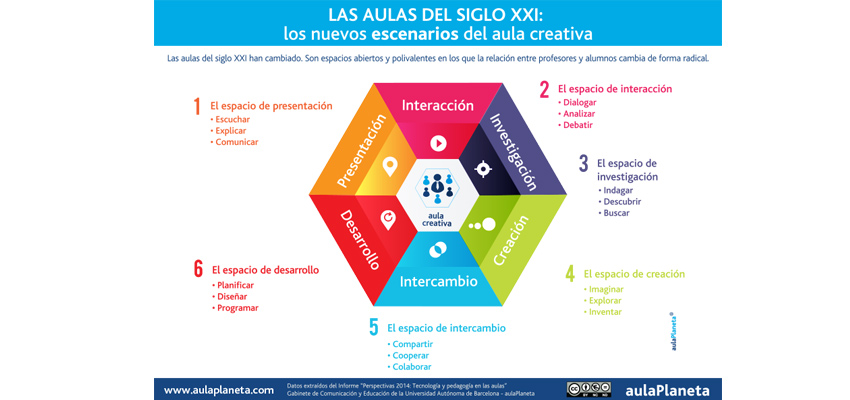 LAS AULAS DEL SIGLO XXI:
los nuevos escenarios del aula creativa
Las aulas del siglo XXI han cambiado. Son espacios abiertos y polivalentes en los que la relación entre profesores y alumnos cambia de forma radical.
1 El espacio de presentación
• Escuchar
• Explicar
• Comunicar
2 El espacio de interacción
• Dialogar
• Analizar
• Debatir
3 El espacio de
investigación
• Indagar
• Descubrir
• Buscar
4 El espacio de creación
• Imaginar
• Explorar
• Inventar
5 El espacio de intercambio
• Compartir
• Cooperar
• Colaborar
6 El espacio de desarrollo
• Planificar
• Diseñar
• Programar
Presentación
Interacción
Investigación
Creación
Intercambio
Desarrollo
aula
creativa
aulaPlaneta®
www.aulaplaneta.com
Datos extraídos del Informe "Perspectivas 2014: Tecnología y pedagogía en las aulas"
Gabinete de Comunicación y Educación de la Universidad Autónoma de Barcelona - aulaPlaneta
CC
BY NC ND
aulaPlaneta